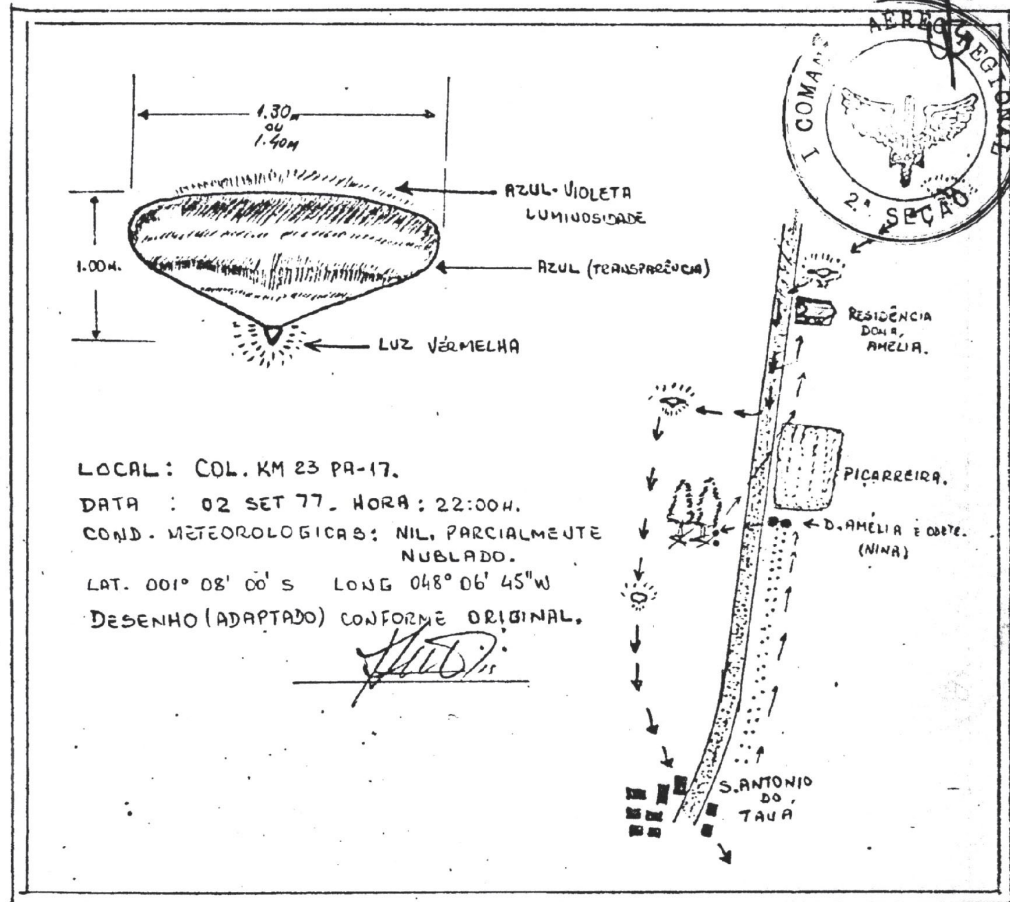 I COMANDO AÉREO REGIONAL
2.ª SEÇÃO
1.30m
ou
1.40m
AZUL-VIOLETA
LUMINOSIDADE
1.00M.
AZUL (TRANSPARÊNCIA)
LUZ VERMELHA
RESIDÊNCIA
DONA,
AMÉLIA.
PIÇARREIRA.
D. AMÉLIA E ODETE.
(NINA)
S. ANTONIO
DO
TAUÁ
LOCAL: COL. KM 23 PA-17.
DATA : 02 SET 77. HORA: 22:00H.
COND. METEOROLOGICAS: NIL, PARCIALMENTE
NUBLADO.
LAT. 001° 08' 00' S LONG 048° 06' 45"W
DESENHO (ADAPTADO) CONFORME ORIGINAL.